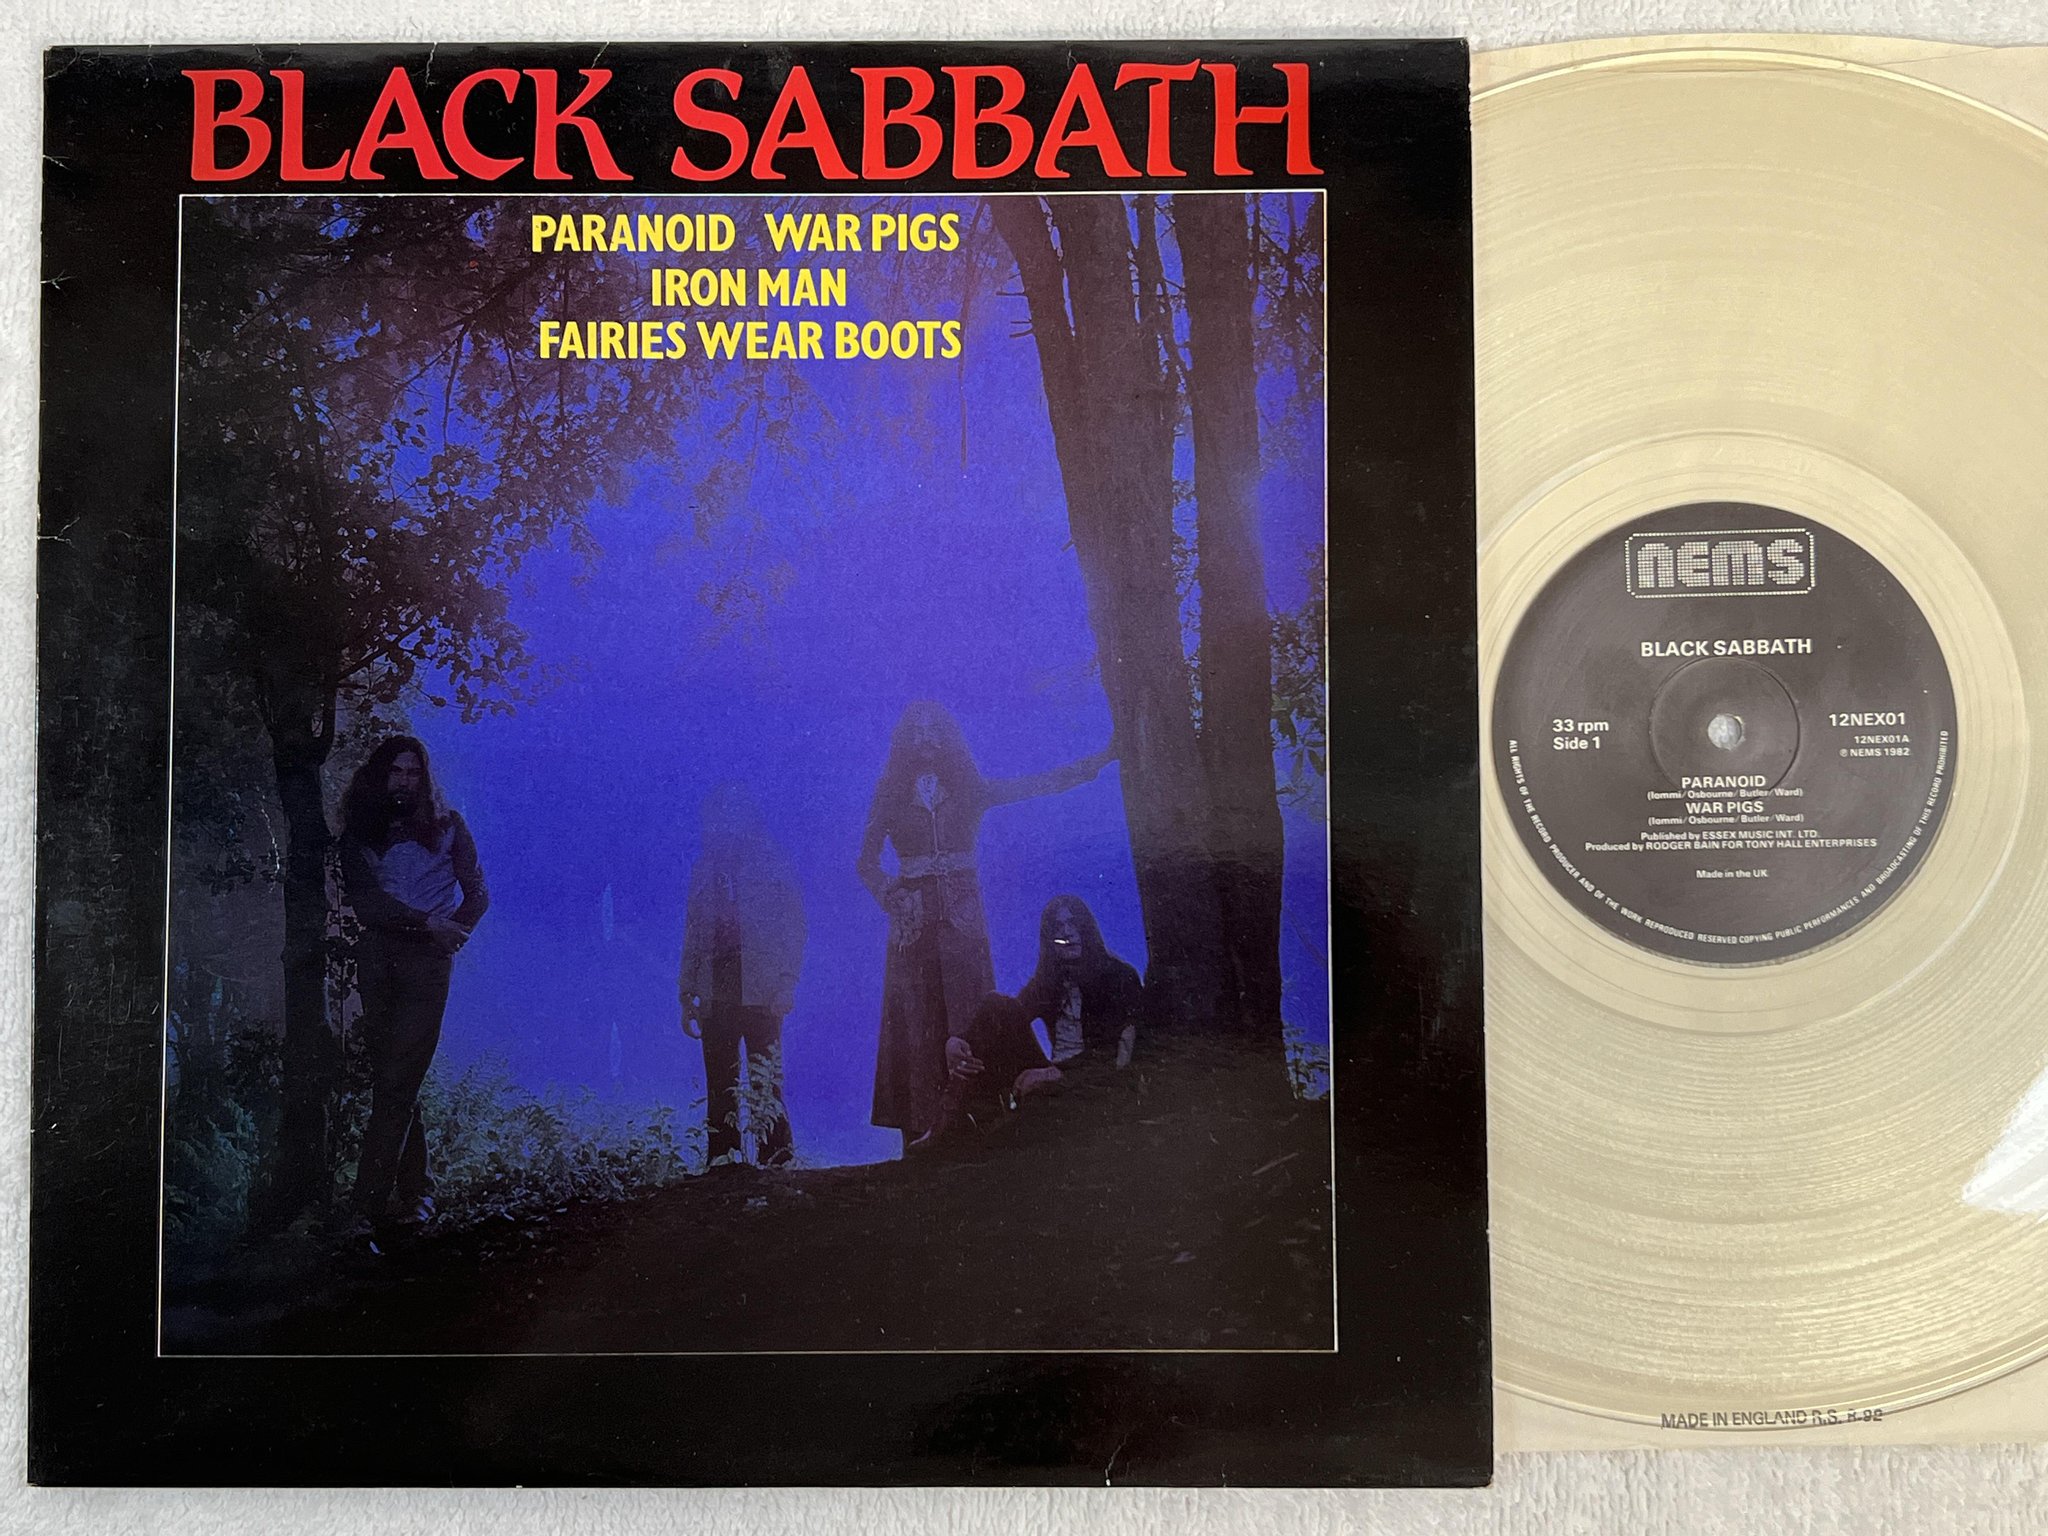 BLACK SABBATH
PARANOID WAR PIGS
IRON MAN
FAIRIES WEAR BOOTS
nems
BLACK SABBATH
33 rpm
Side 1
12NEX01
12NEX01A
℗ NEMS 1982
PARANOID
(Iommi/Osbourne/Butler/Ward)
WAR PIGS
(Iommi/Osbourne/Butler/Ward)
Published by ESSEX MUSIC INT. LTD.
Produced by RODGER BAIN FOR TONY HALL ENTERPRISES
Made in the UK
ALL RIGHTS OF THE RECORD PRODUCER AND OF THE WORK REPRODUCED RESERVED COPYING PUBLIC PERFORMANCES AND BROADCASTING OF THIS RECORD PROHIBITED
MADE IN ENGLAND R.S. 8-92